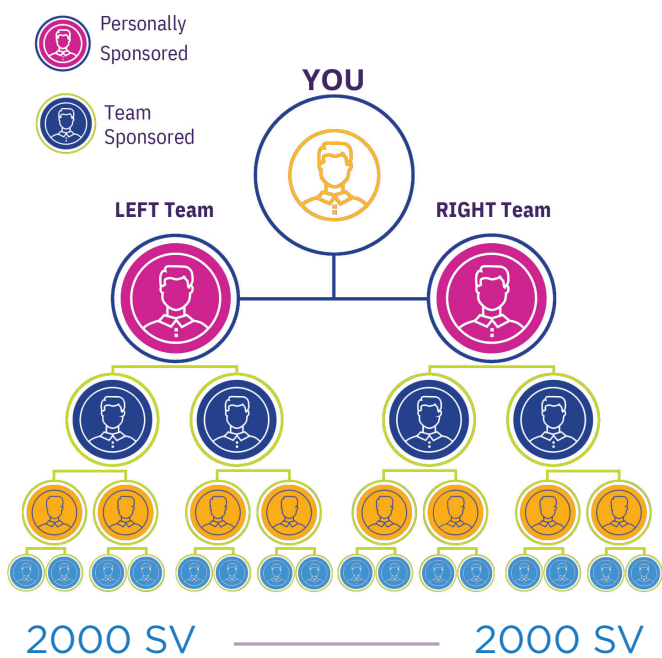 Personally
Sponsored
Team
Sponsored
YOU
LEFT Team
RIGHT Team
2000 SV
2000 SV